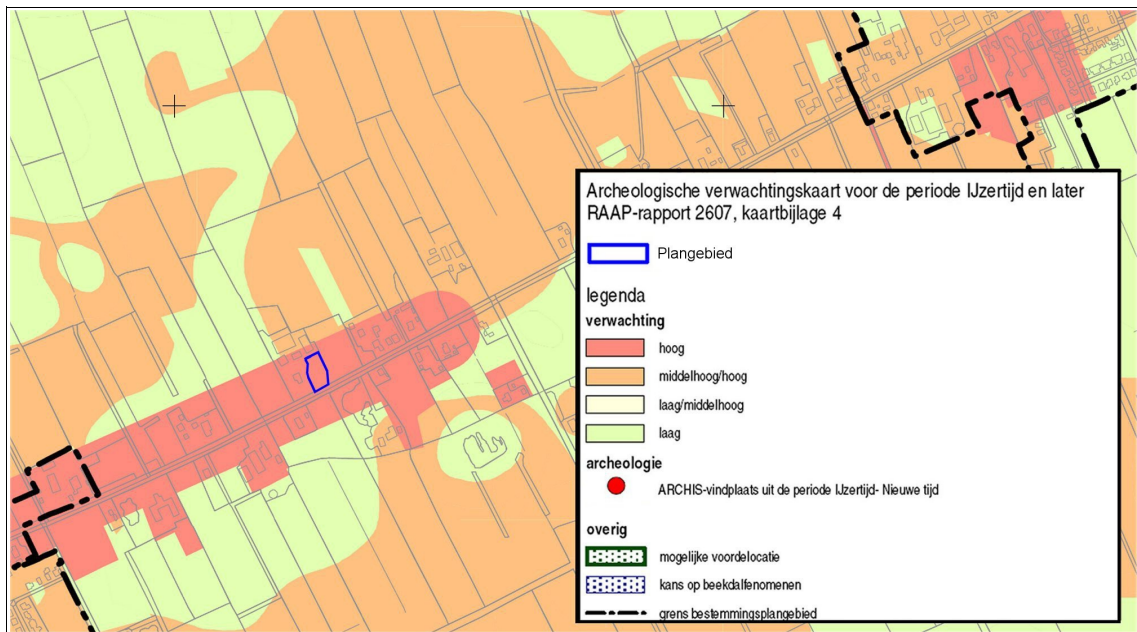 Archeologische verwachtingskaart voor de periode IJzertijd en later
RAAP-rapport 2607, kaartbijlage 4
Plangebied
legenda
verwachting
hoog
middelhoog/hoog
laag/middelhoog
laag
archeologie
ARCHIS-vindplaats uit de periode IJzertijd- Nieuwe tijd
overig
mogelijke voordelocatie
kans op beekdalfenomenen
grens bestemmingsplangebied